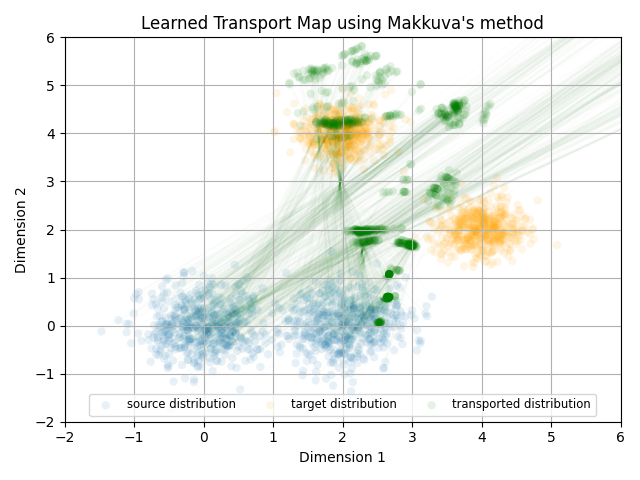 Learned Transport Map using Makkuva's method
6
5
4
3
2
1
0
−1
−2
Dimension 2
source distribution target distribution transported distribution
−2 −1 0 1 2 3 4 5 6
Dimension 1